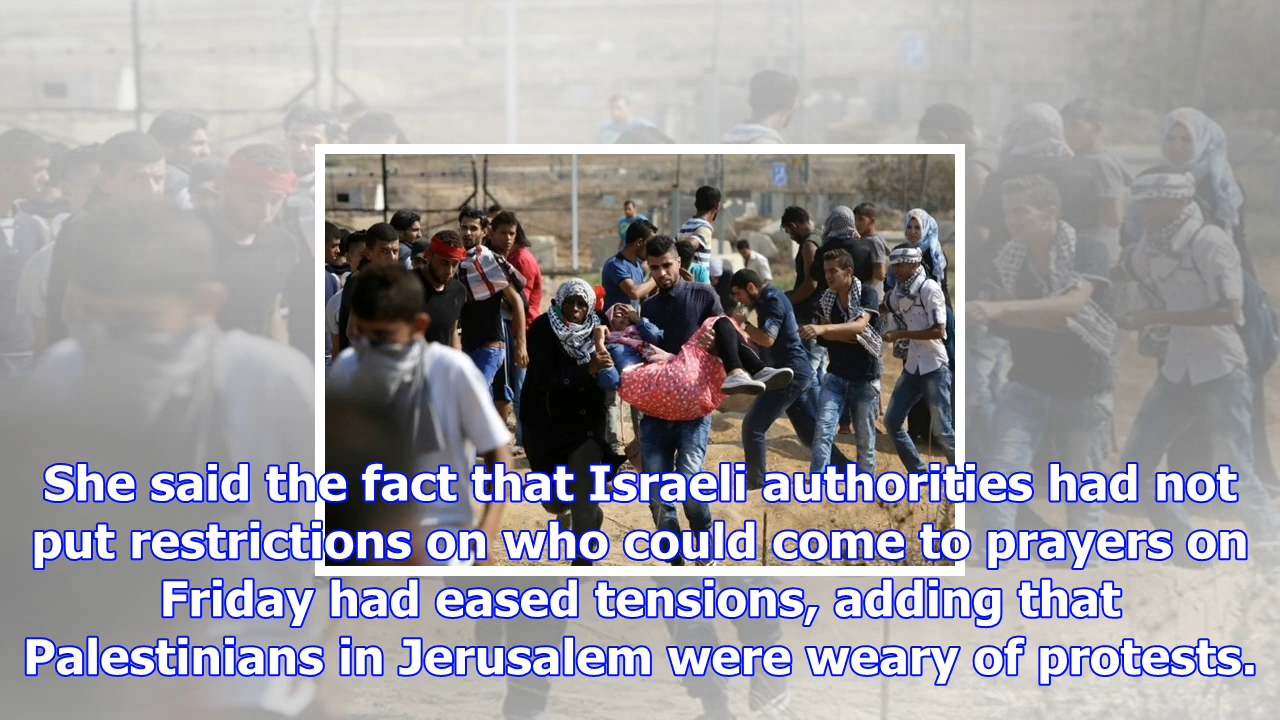 She said the fact that Israeli authorities had not
put restrictions on who could come to prayers on
Friday had eased tensions, adding that
Palestinians in Jerusalem were weary of protests.